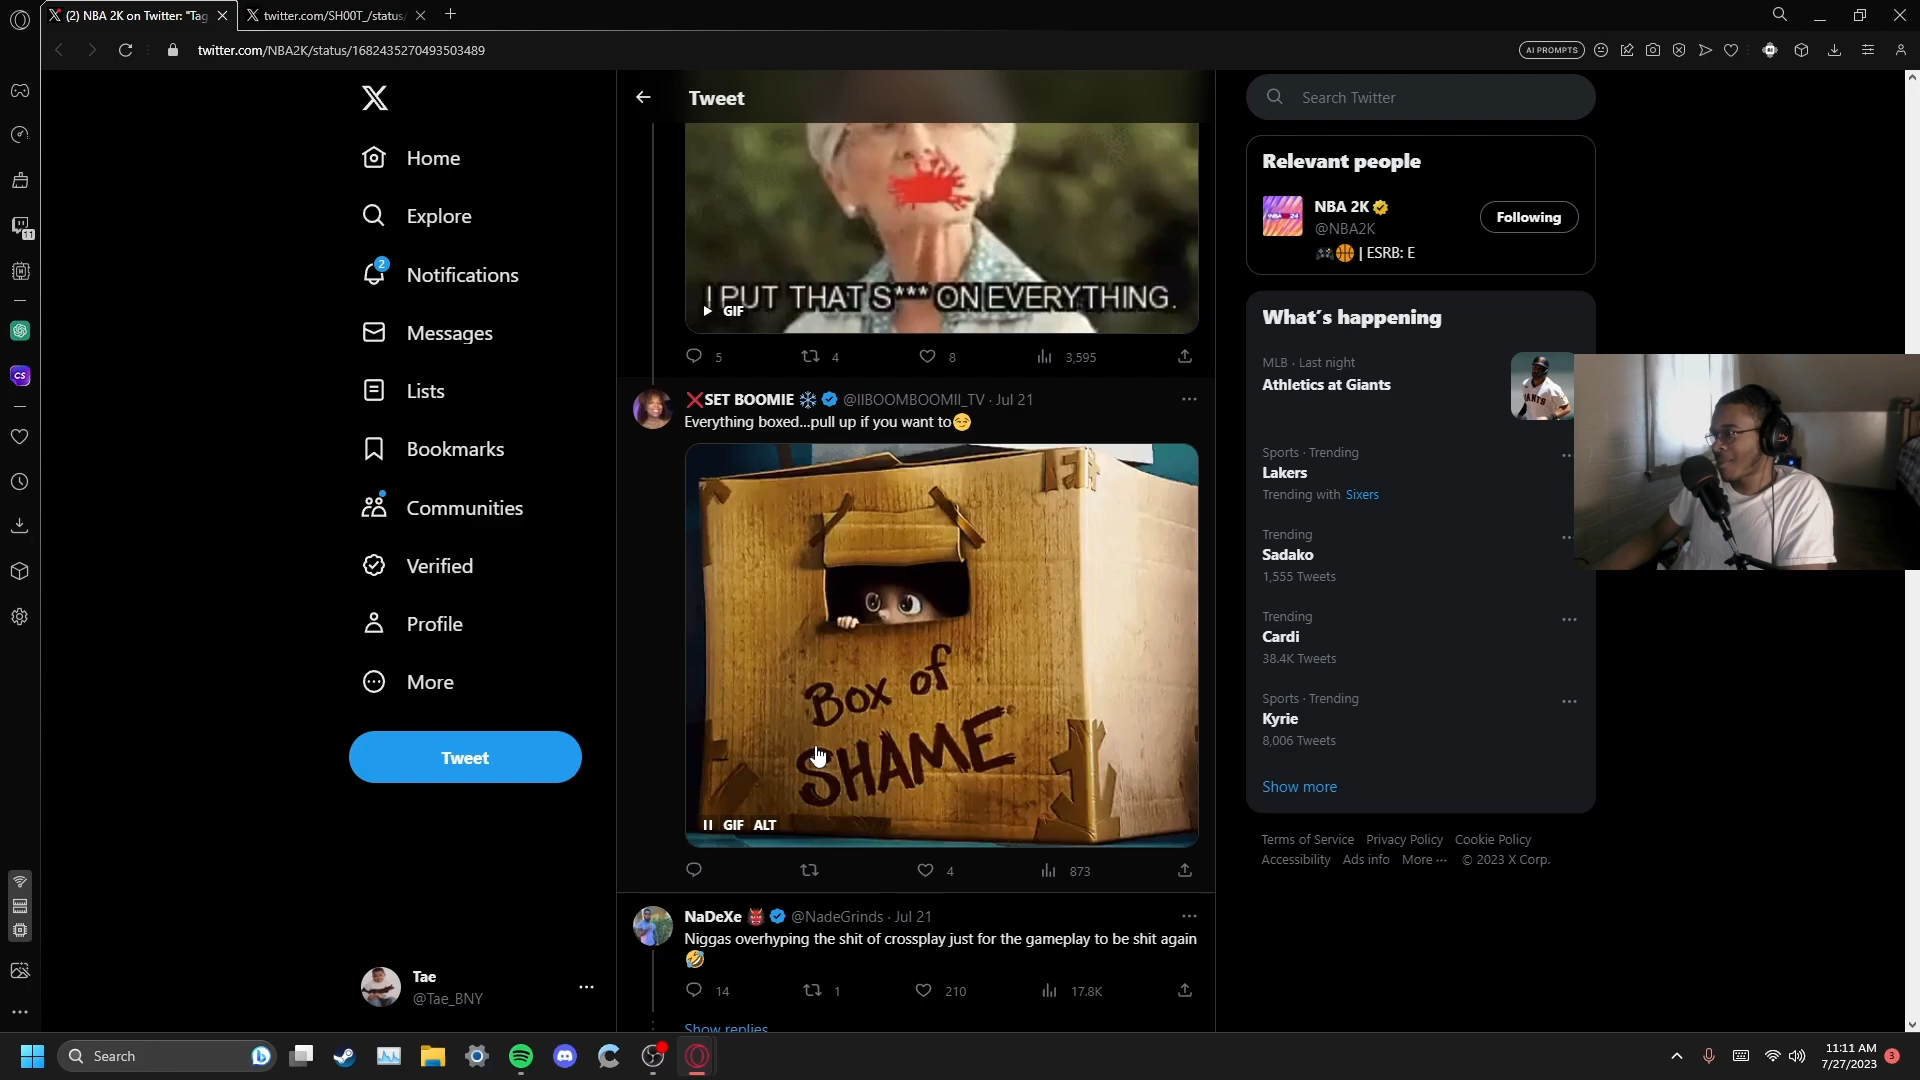 (2) NBA 2K on Twitter: "Tag
twitter.com/SH00T_/status/
twitter.com/NBA2K/status/1682435270493503489
AI PROMPTS
Tweet
Search Twitter
Home
Explore
2
Notifications
Messages
Lists
Bookmarks
Communities
Verified
Profile
More
Tweet
Tae
@Tae_BNY
11
CS
I PUT THAT S*** ON EVERYTHING.
GIF
5 4 8 3,595
❌SET BOOMIE ❄️ @IIBOOMBOOMII_TV · Jul 21
Everything boxed...pull up if you want to😏
Box of
SHAME
GIF ALT
4 873
NaDeXe 👹 @NadeGrinds · Jul 21
Niggas overhyping the shit of crossplay just for the gameplay to be shit again
🤣
14 1 210 17.8K
Show replies
Relevant people
NBA 2K
@NBA2K
🎮🏀 | ESRB: E
Following
What's happening
MLB · Last night
Athletics at Giants
Sports · Trending
Lakers
Trending with Sixers
Trending
Sadako
1,555 Tweets
Trending
Cardi
38.4K Tweets
Sports · Trending
Kyrie
8,006 Tweets
Show more
Terms of Service Privacy Policy Cookie Policy
Accessibility Ads info More ··· © 2023 X Corp.
Search
11:11 AM
7/27/2023
3